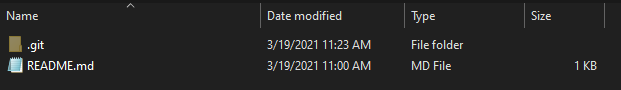 Name Date modified Type Size
.git 3/19/2021 11:23 AM File folder
README.md 3/19/2021 11:00 AM MD File 1 KB